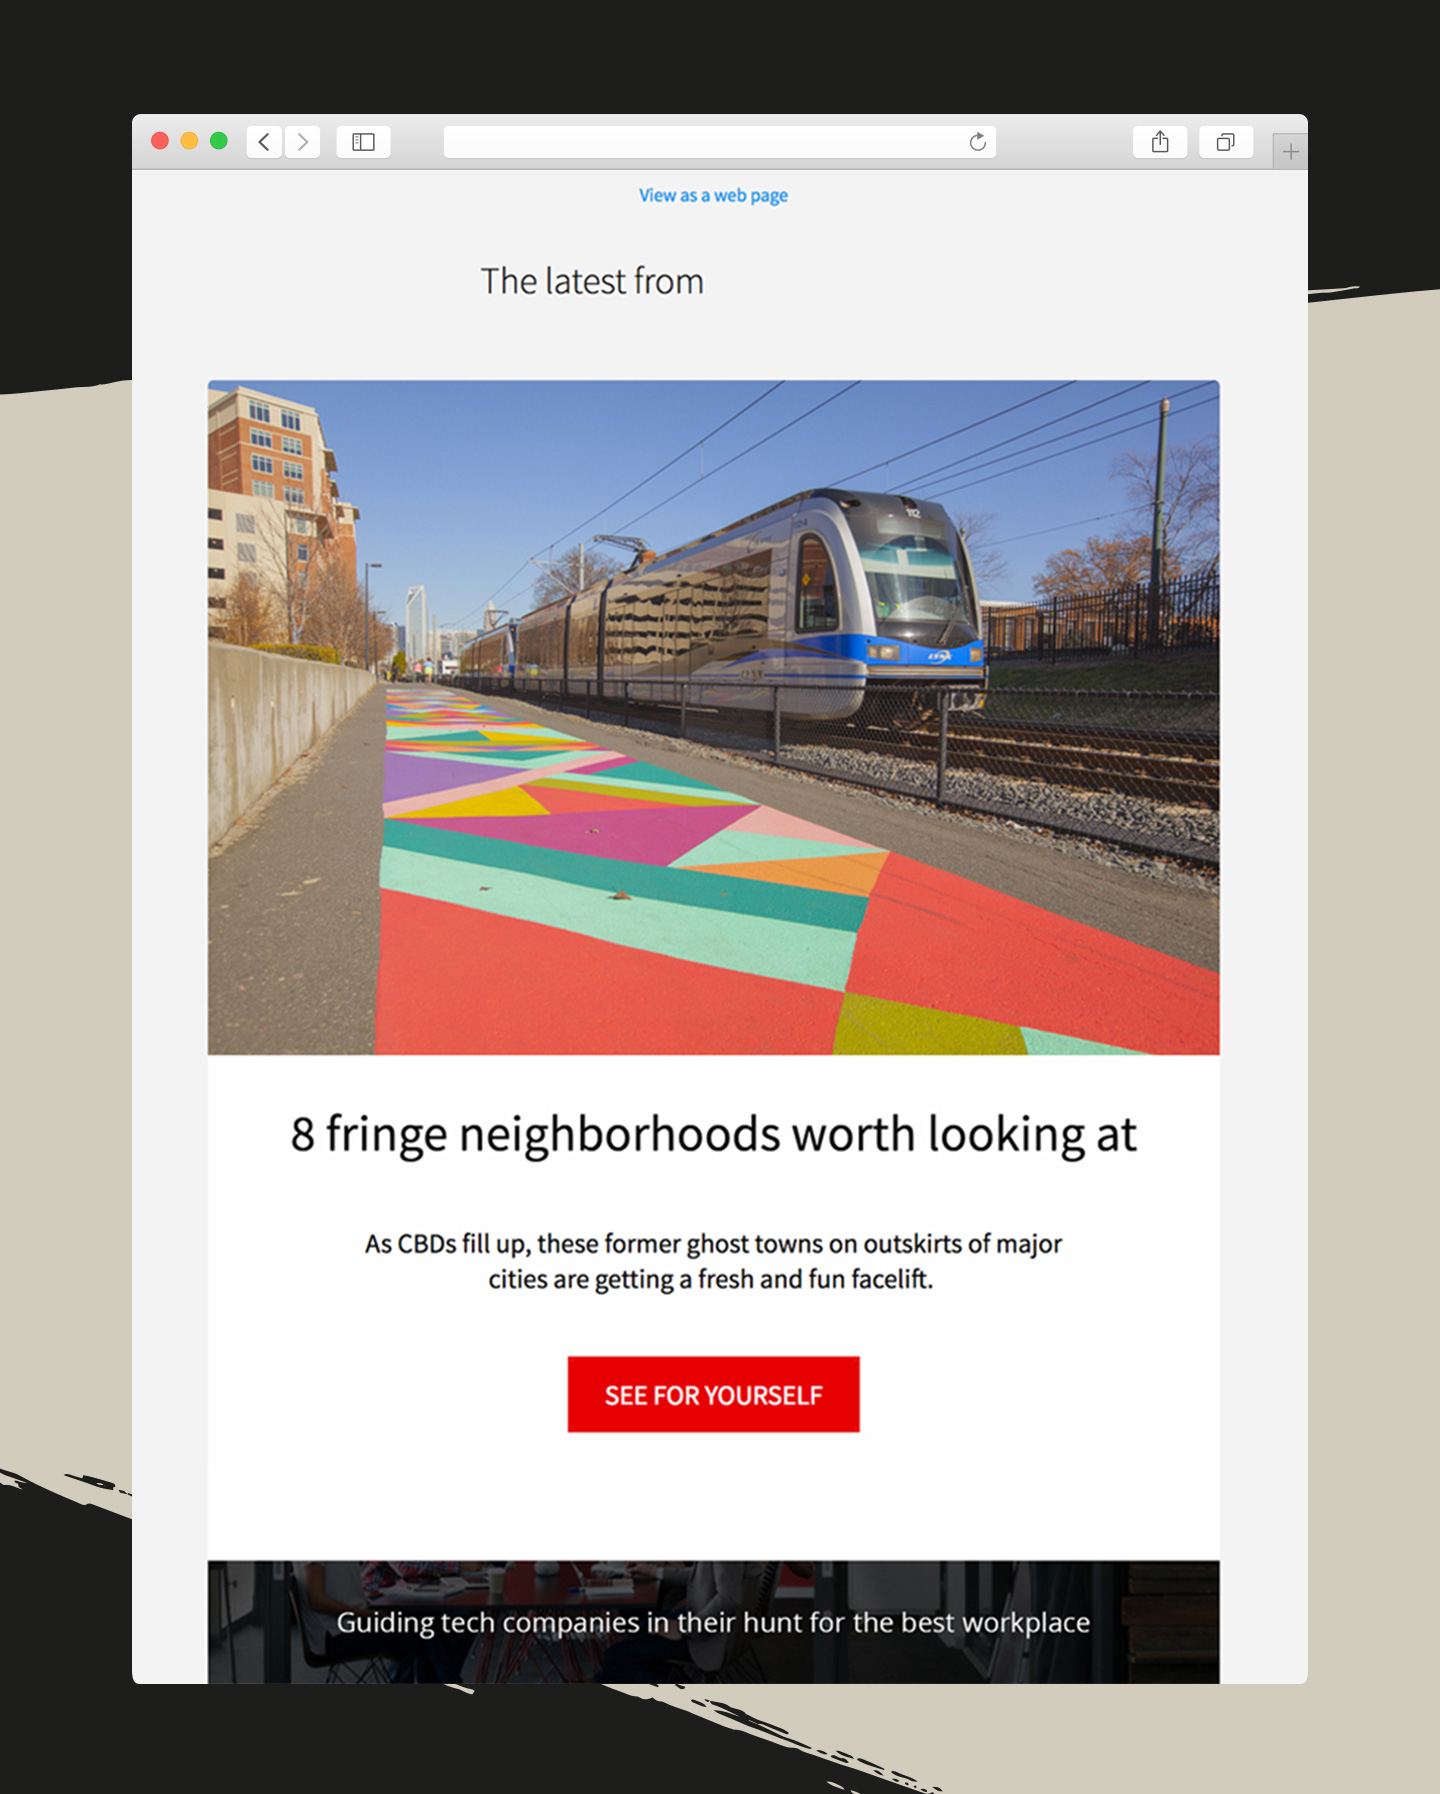 View as a web page
The latest from
112
LYNX
8 fringe neighborhoods worth looking at
As CBDs fill up, these former ghost towns on outskirts of major
cities are getting a fresh and fun facelift.
SEE FOR YOURSELF
Guiding tech companies in their hunt for the best workplace